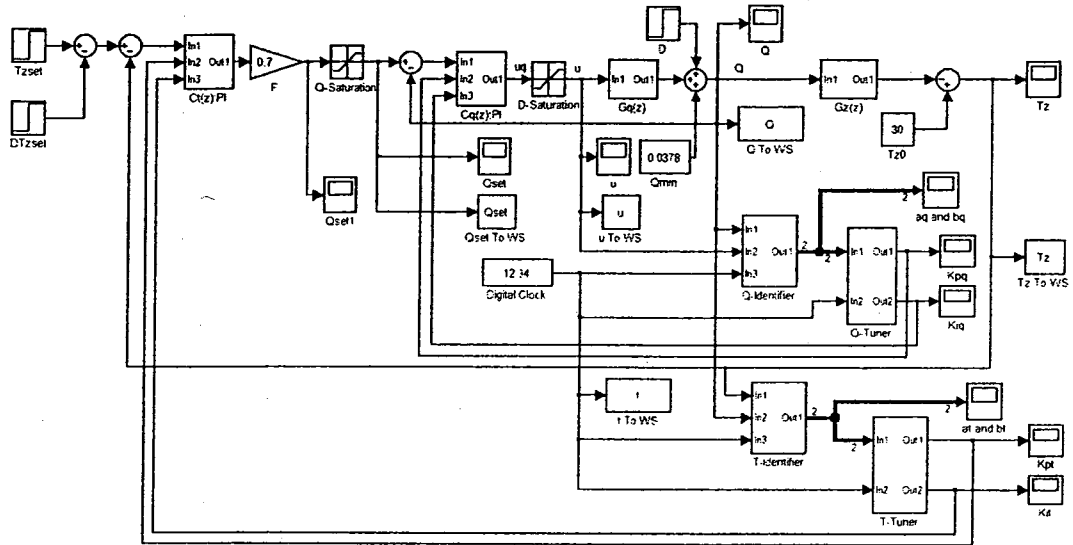 Tzset
DTzset
In1
In2
In3
Out1
Ct(z):PI
0.7
F
Q-Saturation
In1
In2
In3
Out1
Cq(z):PI
uq
D-Saturation
u
In1
Out1
Gq(z)
D
Q
Q
In1
Out1
Gz(z)
Tz
30
Tz0
Q
Q To WS
0.0378
Qmm
Qset1
Qset
Qset
Qset To WS
u
u
u To WS
12:34
Digital Clock
In1
In2
In3
Out1
Q-Identifier
2
2
2
aq and bq
In1
In2
Out1
Out2
Q-Tuner
Kpq
Kiq
Tz
Tz To WS
t
t To WS
In1
In2
In3
Out1
T-Identifier
2
2
2
at and bt
In1
In2
Out1
Out2
T-Tuner
Kpt
Kit